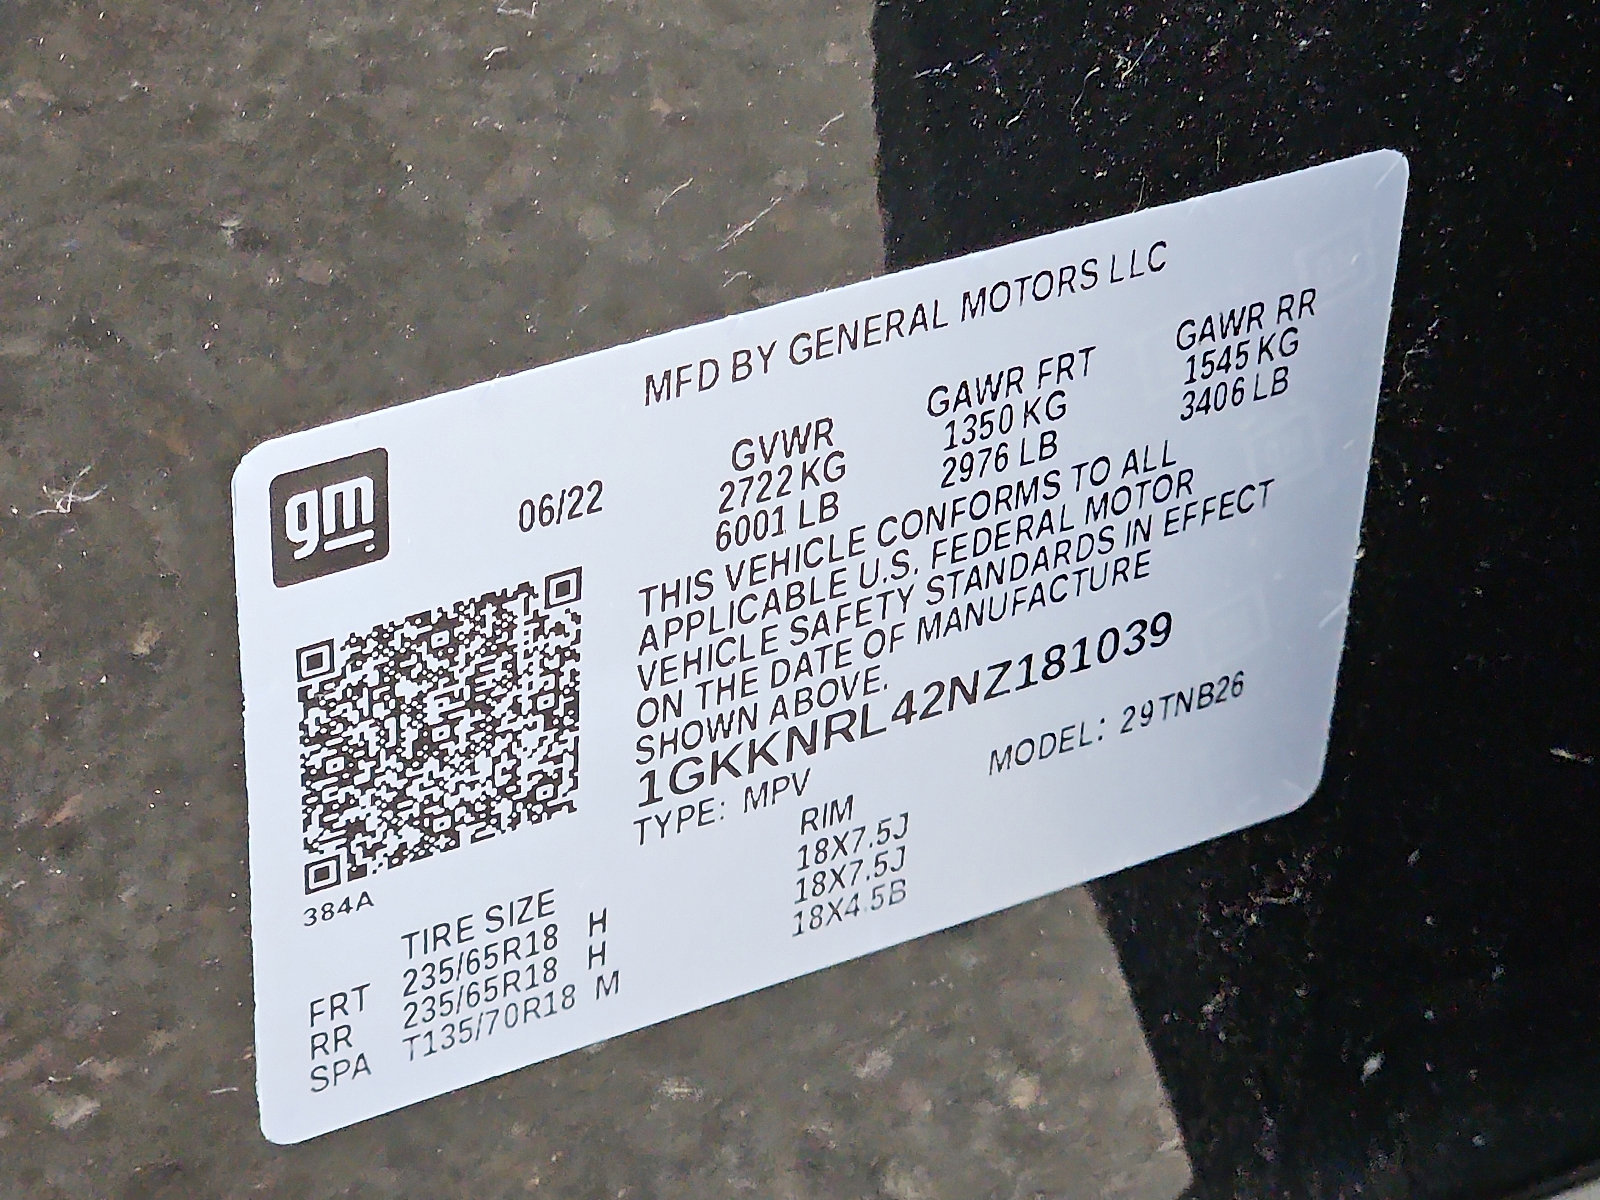 MFD BY GENERAL MOTORS LLC
gm
06/22
GVWR
2722 KG
6001 LB
GAWR FRT
1350 KG
2976 LB
GAWR RR
1545 KG
3406 LB
THIS VEHICLE CONFORMS TO ALL
APPLICABLE U.S. FEDERAL MOTOR
VEHICLE SAFETY STANDARDS IN EFFECT
ON THE DATE OF MANUFACTURE
SHOWN ABOVE.
1GKKNRL42NZ181039
TYPE: MPV MODEL: 29TNB26
384A
TIRE SIZE RIM
FRT 235/65R18 H 18X7.5J
RR 235/65R18 H 18X7.5J
SPA T135/70R18 M 18X4.5B